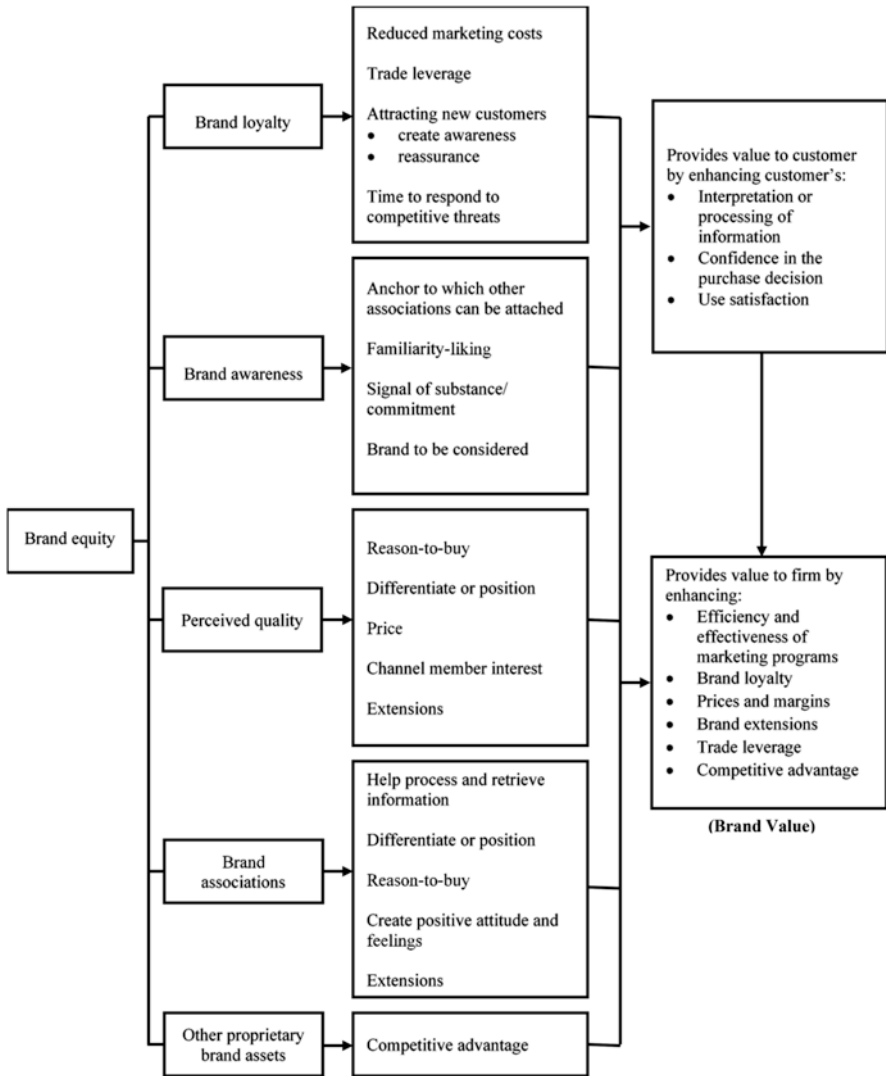 Brand equity
Brand loyalty
Reduced marketing costs
Trade leverage
Attracting new customers
• create awareness
• reassurance
Time to respond to
competitive threats
Brand awareness
Anchor to which other
associations can be attached
Familiarity-liking
Signal of substance/
commitment
Brand to be considered
Perceived quality
Reason-to-buy
Differentiate or position
Price
Channel member interest
Extensions
Brand
associations
Help process and retrieve
information
Differentiate or position
Reason-to-buy
Create positive attitude and
feelings
Extensions
Other proprietary
brand assets
Competitive advantage
Provides value to customer
by enhancing customer’s:
• Interpretation or
processing of
information
• Confidence in the
purchase decision
• Use satisfaction
Provides value to firm by
enhancing:
• Efficiency and
effectiveness of
marketing programs
• Brand loyalty
• Prices and margins
• Brand extensions
• Trade leverage
• Competitive advantage
(Brand Value)